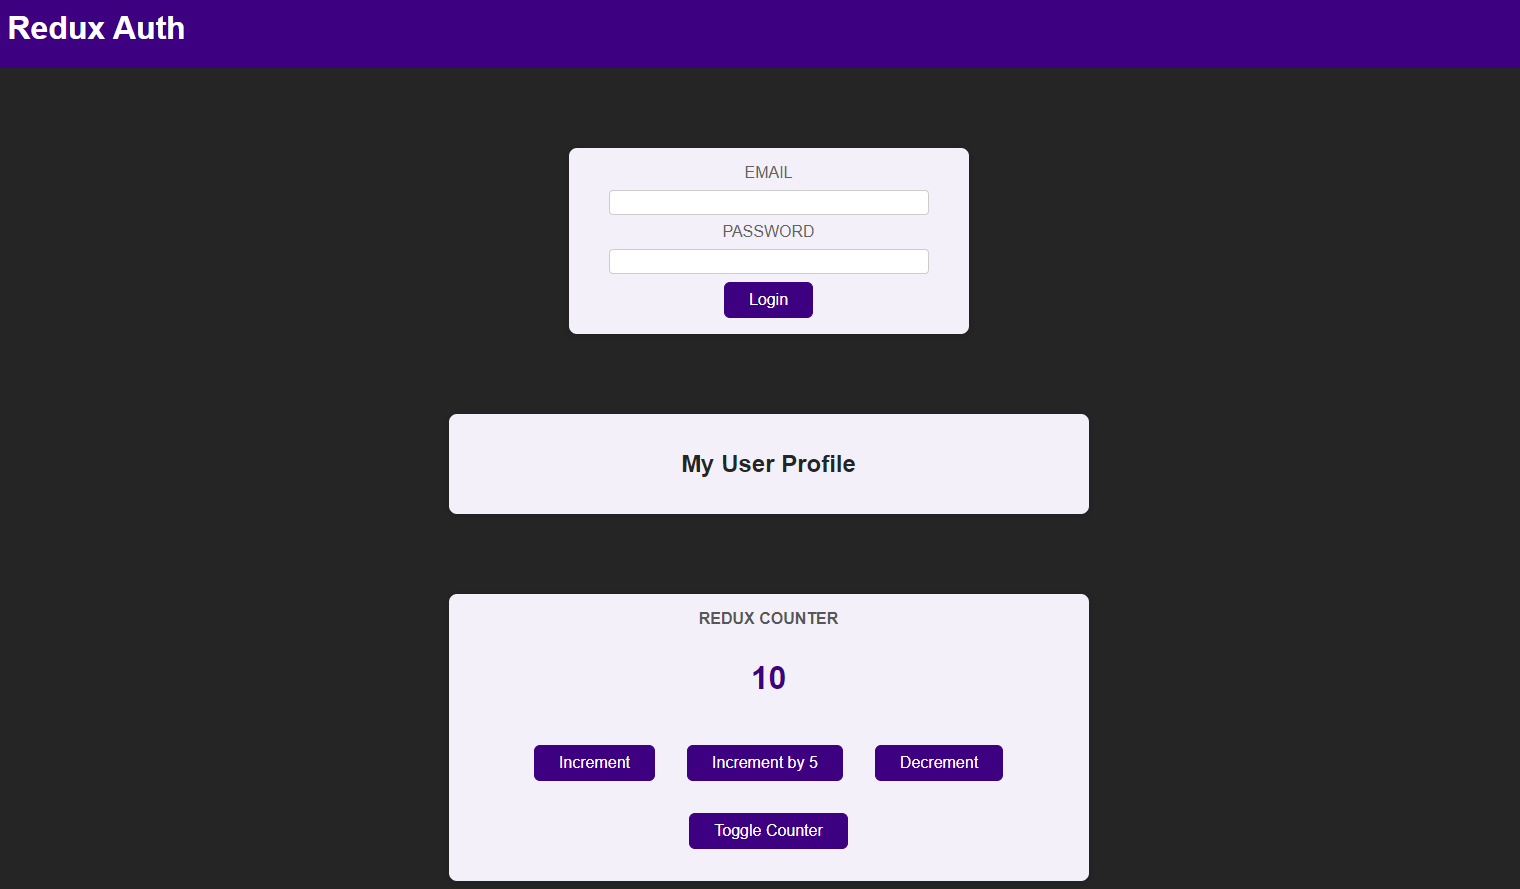 Redux Auth
EMAIL
PASSWORD
Login
My User Profile
REDUX COUNTER
10
Increment Increment by 5 Decrement
Toggle Counter